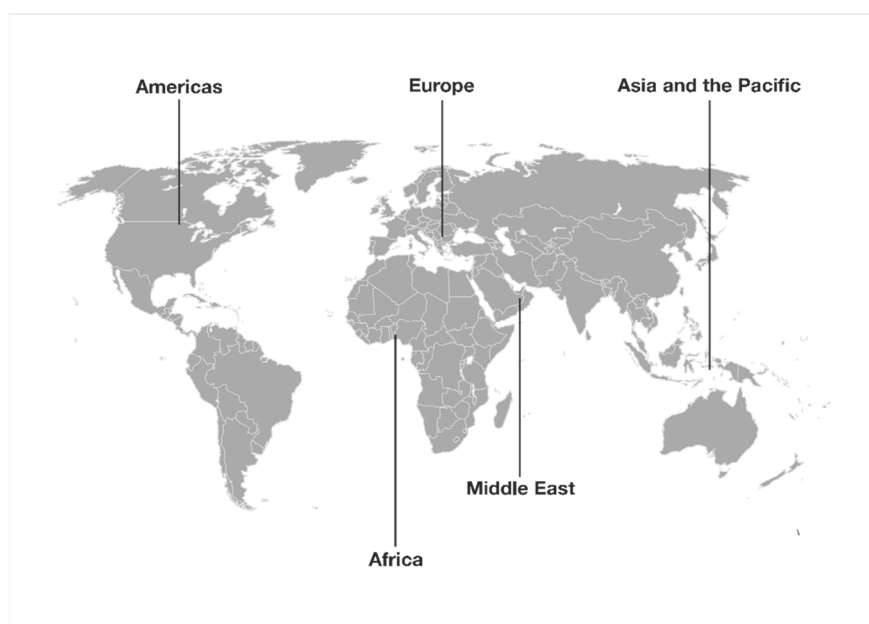 Americas
Europe
Asia and the Pacific
Middle East
Africa